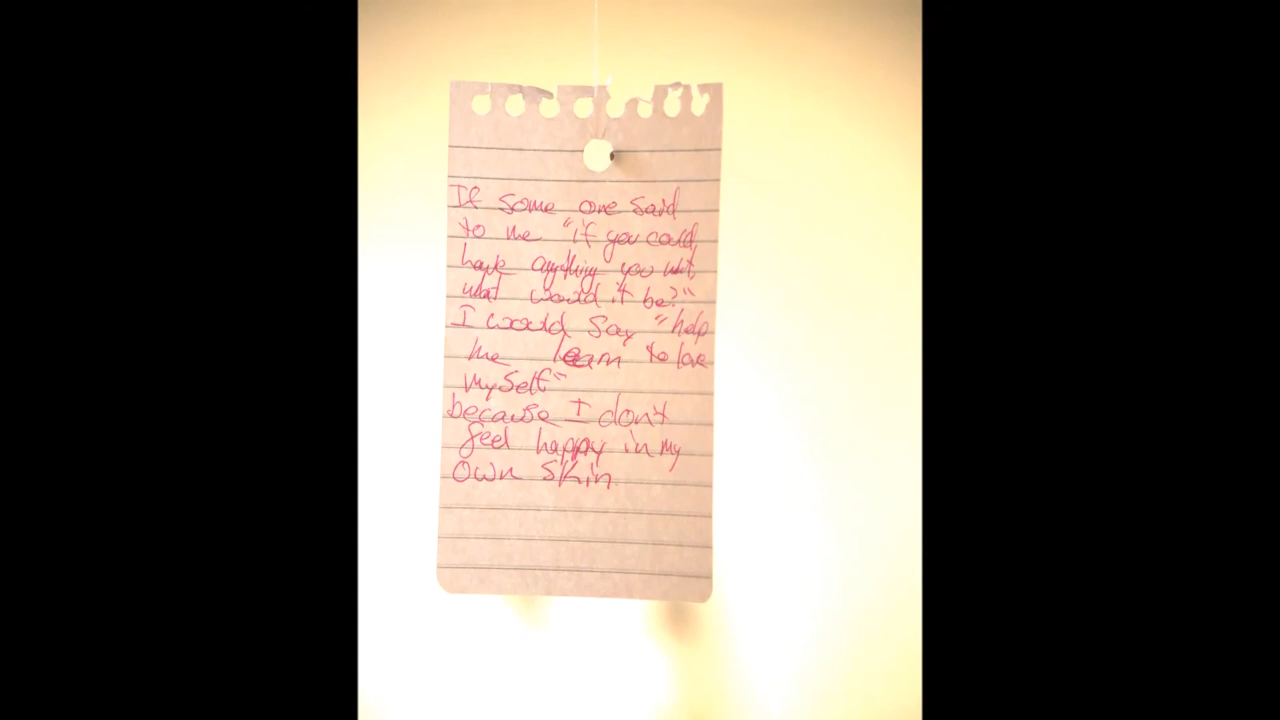 If some one said
to me "if you could,
have anything you want,
what would it be?"
I would say "help
me learn to love
myself"
because I don't
feel happy in my
own skin.